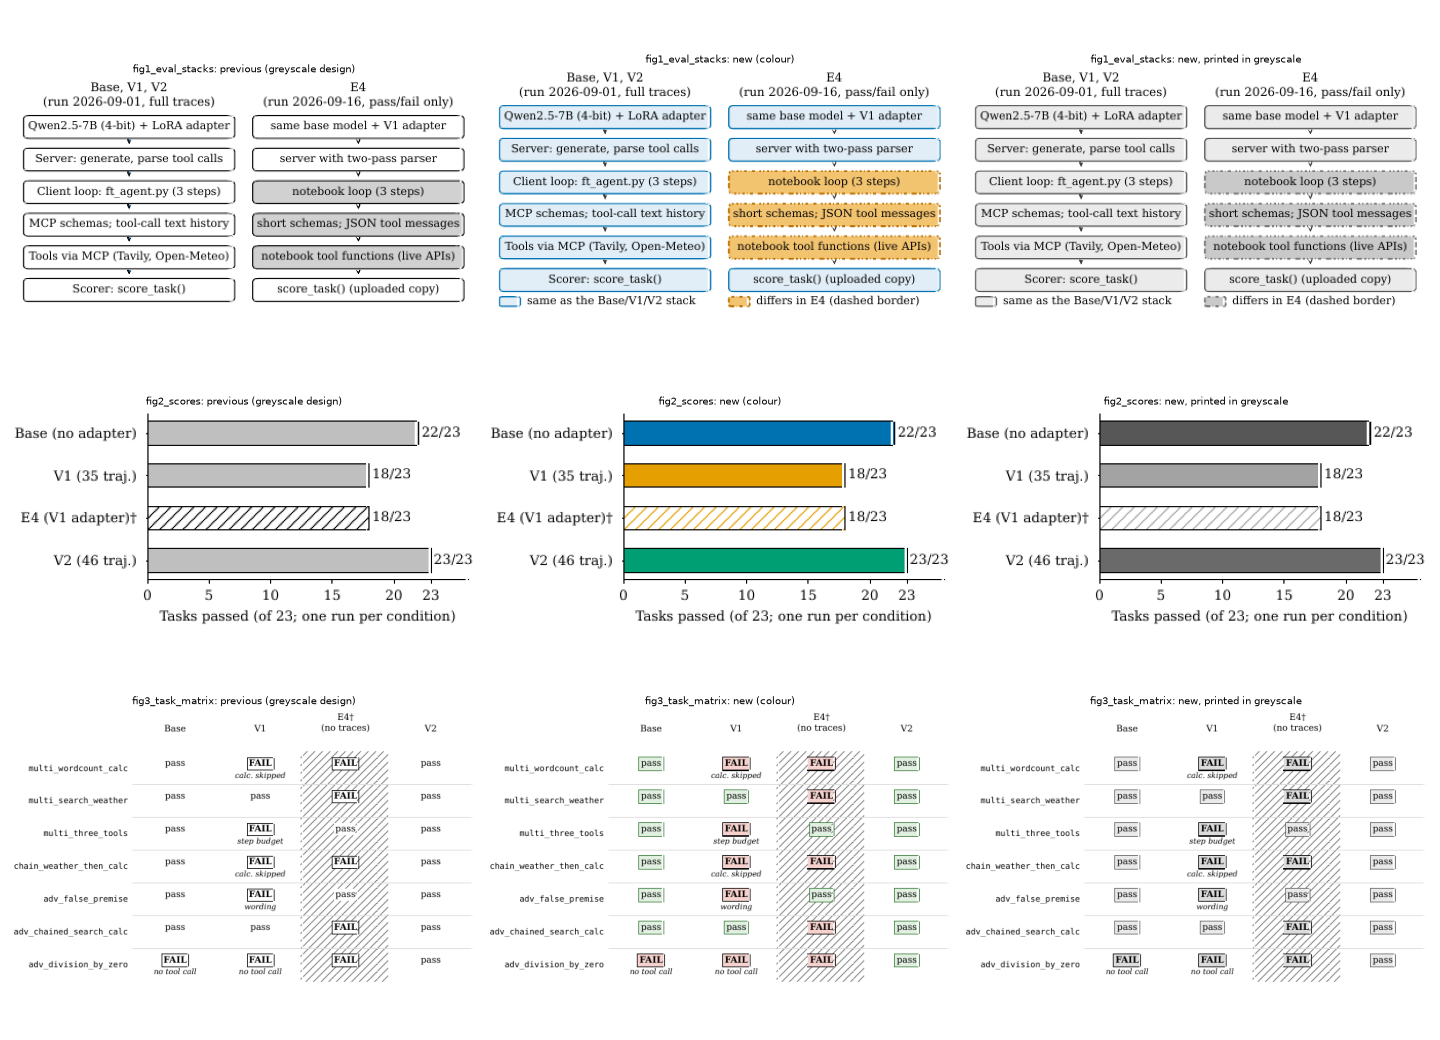 fig1_eval_stacks: previous (greyscale design)
Base, V1, V2
(run 2026-09-01, full traces)
E4
(run 2026-09-16, pass/fail only)
Qwen2.5-7B (4-bit) + LoRA adapter
same base model + V1 adapter
Server: generate, parse tool calls
server with two-pass parser
Client loop: ft_agent.py (3 steps)
notebook loop (3 steps)
MCP schemas; tool-call text history
short schemas; JSON tool messages
Tools via MCP (Tavily, Open-Meteo)
notebook tool functions (live APIs)
Scorer: score_task()
score_task() (uploaded copy)
fig1_eval_stacks: new (colour)
Base, V1, V2
(run 2026-09-01, full traces)
E4
(run 2026-09-16, pass/fail only)
Qwen2.5-7B (4-bit) + LoRA adapter
same base model + V1 adapter
Server: generate, parse tool calls
server with two-pass parser
Client loop: ft_agent.py (3 steps)
notebook loop (3 steps)
MCP schemas; tool-call text history
short schemas; JSON tool messages
Tools via MCP (Tavily, Open-Meteo)
notebook tool functions (live APIs)
Scorer: score_task()
score_task() (uploaded copy)
same as the Base/V1/V2 stack
differs in E4 (dashed border)
fig1_eval_stacks: new, printed in greyscale
Base, V1, V2
(run 2026-09-01, full traces)
E4
(run 2026-09-16, pass/fail only)
Qwen2.5-7B (4-bit) + LoRA adapter
same base model + V1 adapter
Server: generate, parse tool calls
server with two-pass parser
Client loop: ft_agent.py (3 steps)
notebook loop (3 steps)
MCP schemas; tool-call text history
short schemas; JSON tool messages
Tools via MCP (Tavily, Open-Meteo)
notebook tool functions (live APIs)
Scorer: score_task()
score_task() (uploaded copy)
same as the Base/V1/V2 stack
differs in E4 (dashed border)
fig2_scores: previous (greyscale design)
Base (no adapter) 22/23
V1 (35 traj.) 18/23
E4 (V1 adapter)† 18/23
V2 (46 traj.) 23/23
0 5 10 15 20 23
Tasks passed (of 23; one run per condition)
fig2_scores: new (colour)
Base (no adapter) 22/23
V1 (35 traj.) 18/23
E4 (V1 adapter)† 18/23
V2 (46 traj.) 23/23
0 5 10 15 20 23
Tasks passed (of 23; one run per condition)
fig2_scores: new, printed in greyscale
Base (no adapter) 22/23
V1 (35 traj.) 18/23
E4 (V1 adapter)† 18/23
V2 (46 traj.) 23/23
0 5 10 15 20 23
Tasks passed (of 23; one run per condition)
fig3_task_matrix: previous (greyscale design)
Base V1 E4† (no traces) V2
multi_wordcount_calc pass FAIL FAIL pass
calc. skipped
multi_search_weather pass pass FAIL pass
multi_three_tools pass FAIL pass pass
step budget
chain_weather_then_calc pass FAIL FAIL pass
calc. skipped
adv_false_premise pass FAIL pass pass
wording
adv_chained_search_calc pass pass FAIL pass
adv_division_by_zero FAIL FAIL FAIL pass
no tool call no tool call
fig3_task_matrix: new (colour)
Base V1 E4† (no traces) V2
multi_wordcount_calc pass FAIL FAIL pass
calc. skipped
multi_search_weather pass pass FAIL pass
multi_three_tools pass FAIL pass pass
step budget
chain_weather_then_calc pass FAIL FAIL pass
calc. skipped
adv_false_premise pass FAIL pass pass
wording
adv_chained_search_calc pass pass FAIL pass
adv_division_by_zero FAIL FAIL FAIL pass
no tool call no tool call
fig3_task_matrix: new, printed in greyscale
Base V1 E4† (no traces) V2
multi_wordcount_calc pass FAIL FAIL pass
calc. skipped
multi_search_weather pass pass FAIL pass
multi_three_tools pass FAIL pass pass
step budget
chain_weather_then_calc pass FAIL FAIL pass
calc. skipped
adv_false_premise pass FAIL pass pass
wording
adv_chained_search_calc pass pass FAIL pass
adv_division_by_zero FAIL FAIL FAIL pass
no tool call no tool call